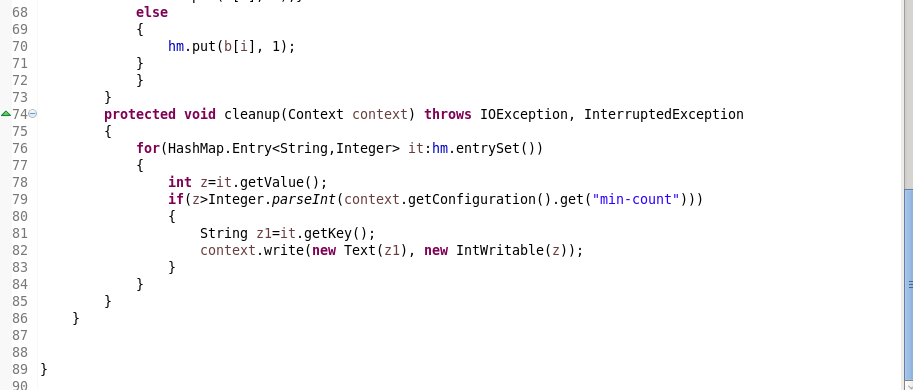 68 else
69 {
70 hm.put(b[i], 1);
71 }
72 }
73 }
74 protected void cleanup(Context context) throws IOException, InterruptedException
75 {
76 for(HashMap.Entry<String,Integer> it:hm.entrySet())
77 {
78 int z=it.getValue();
79 if(z>Integer.parseInt(context.getConfiguration().get("min-count")))
80 {
81 String z1=it.getKey();
82 context.write(new Text(z1), new IntWritable(z));
83 }
84 }
85 }
86 }
87
88
89 }
90